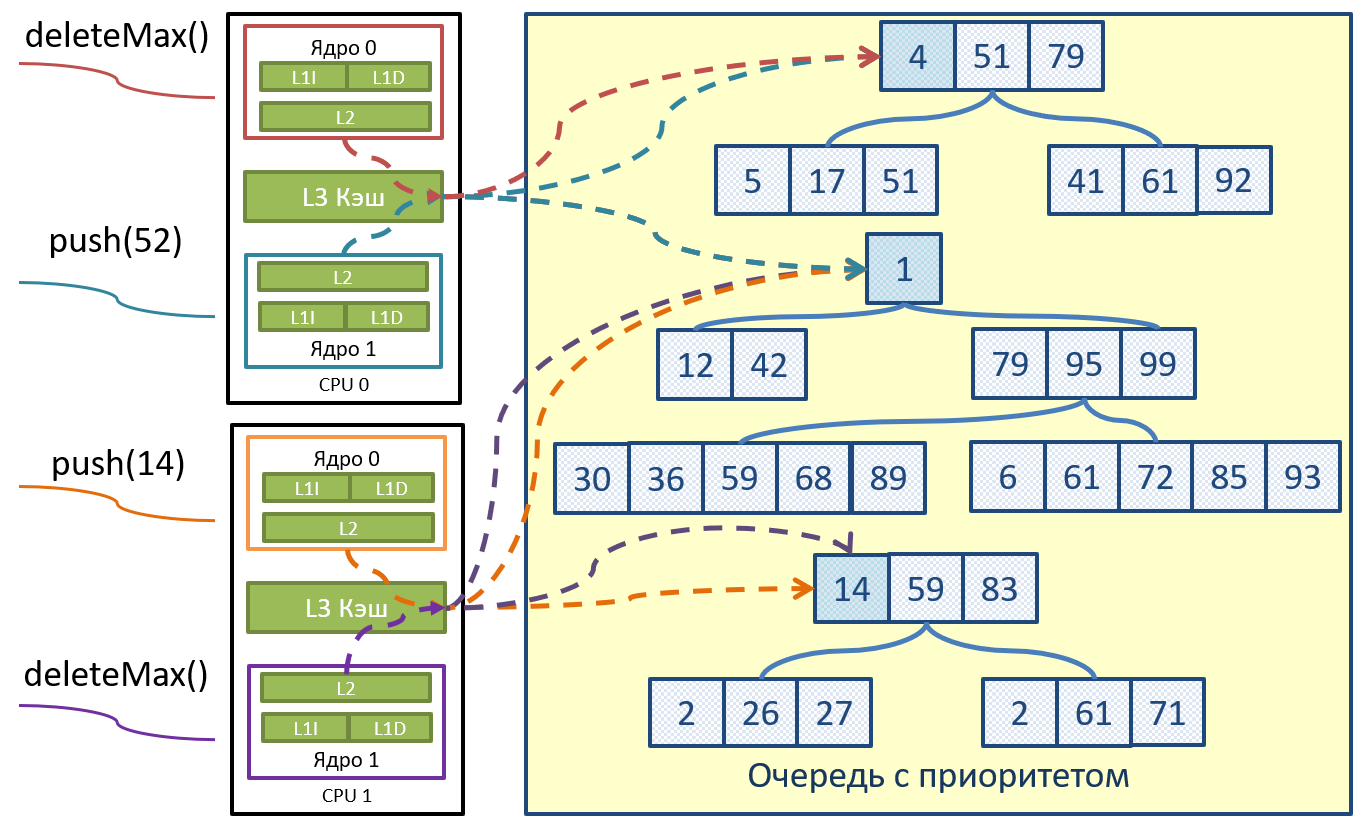 deleteMax()
push(52)
push(14)
deleteMax()
Ядро 0
L1I L1D
L2
L3 Кэш
L2
L1I L1D
Ядро 1
CPU 0
Ядро 0
L1I L1D
L2
L3 Кэш
L2
L1I L1D
Ядро 1
CPU 1
4 51 79
5 17 51
41 61 92
1
12 42
79 95 99
30 36 59 68 89
6 61 72 85 93
14 59 83
2 26 27
2 61 71
Очередь с приоритетом